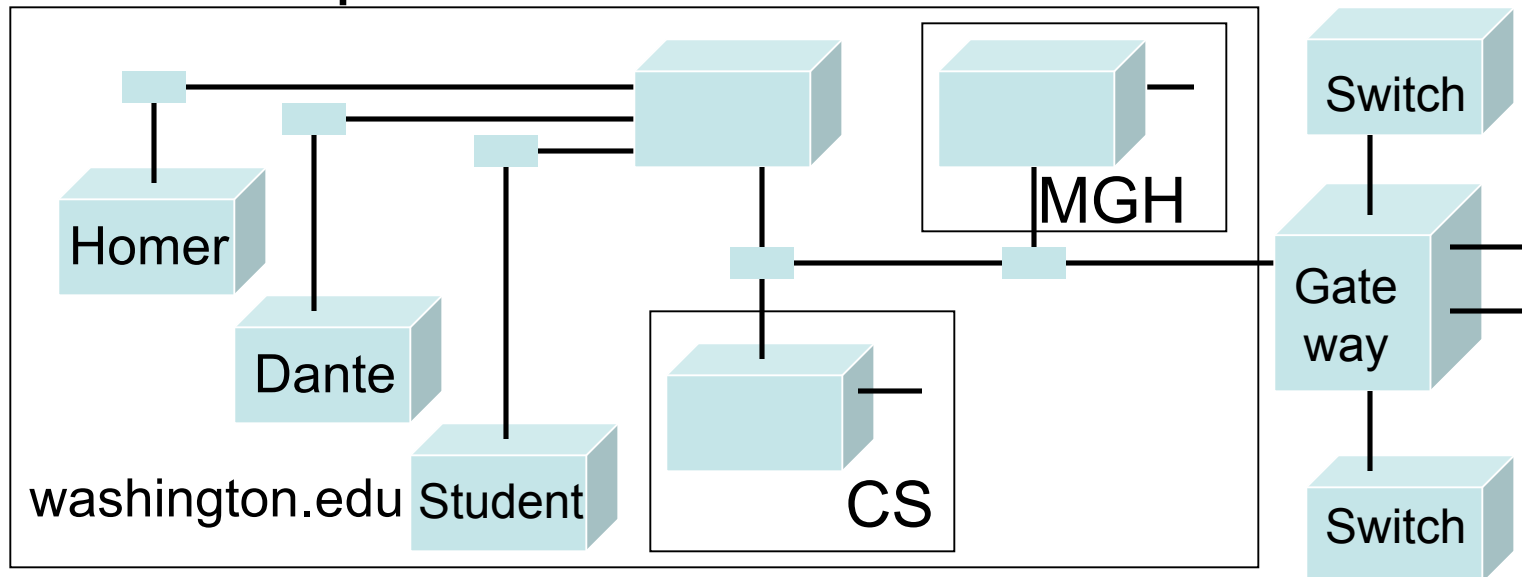 Switch
MGH
Homer
Gate
way
Dante
washington.edu
Student
CS
Switch